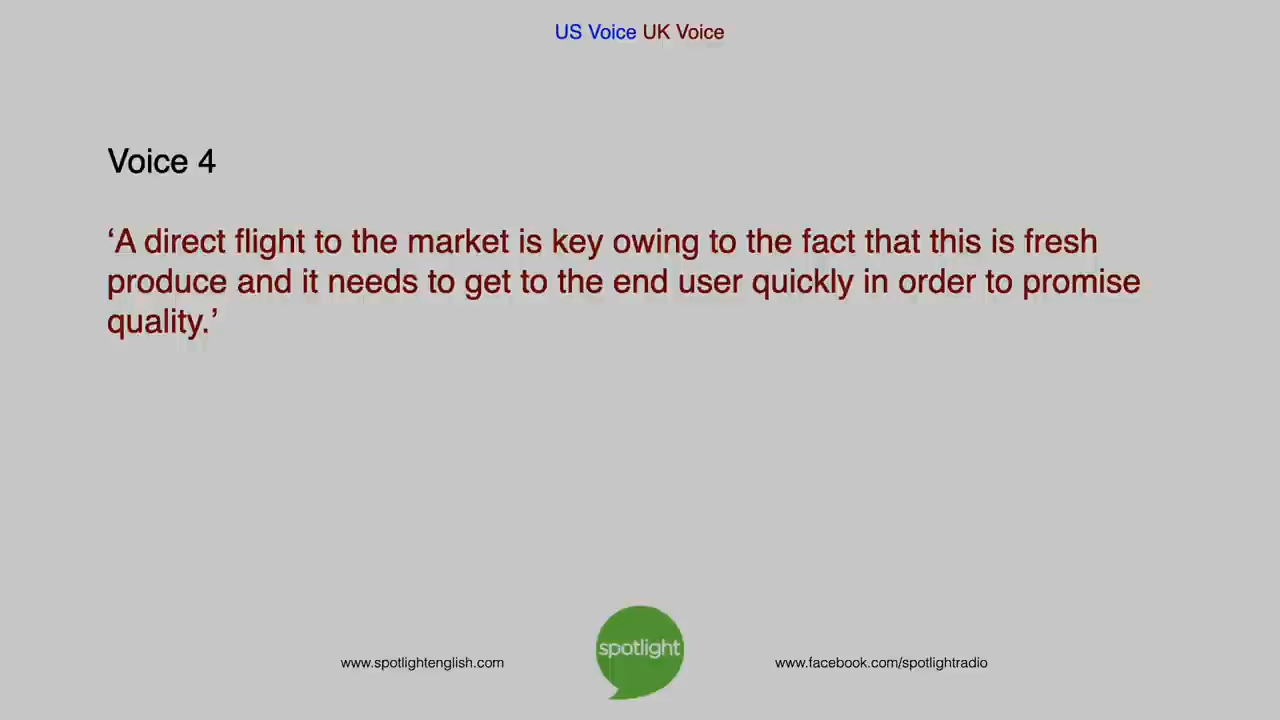 US Voice UK Voice
Voice 4
‘A direct flight to the market is key owing to the fact that this is fresh
produce and it needs to get to the end user quickly in order to promise
quality.’
spotlight
www.spotlightenglish.com
www.facebook.com/spotlightradio